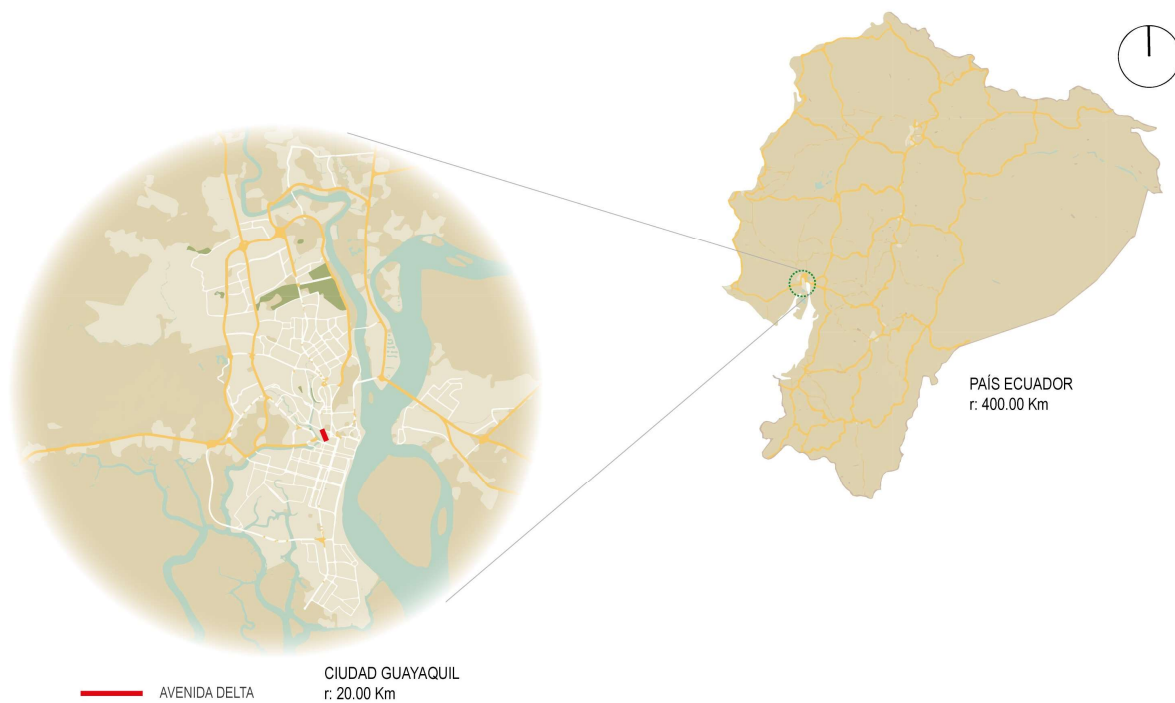 PAÍS ECUADOR
r: 400.00 Km
CIUDAD GUAYAQUIL
r: 20.00 Km
AVENIDA DELTA